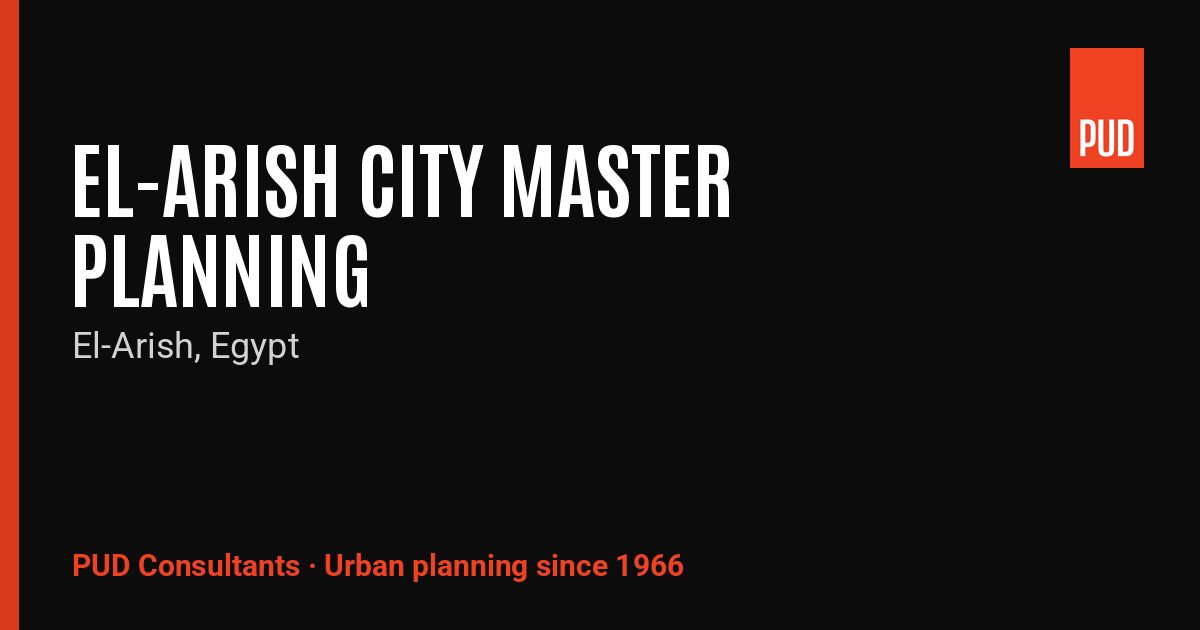 PUD
EL-ARISH CITY MASTER
PLANNING
El-Arish, Egypt
PUD Consultants · Urban planning since 1966